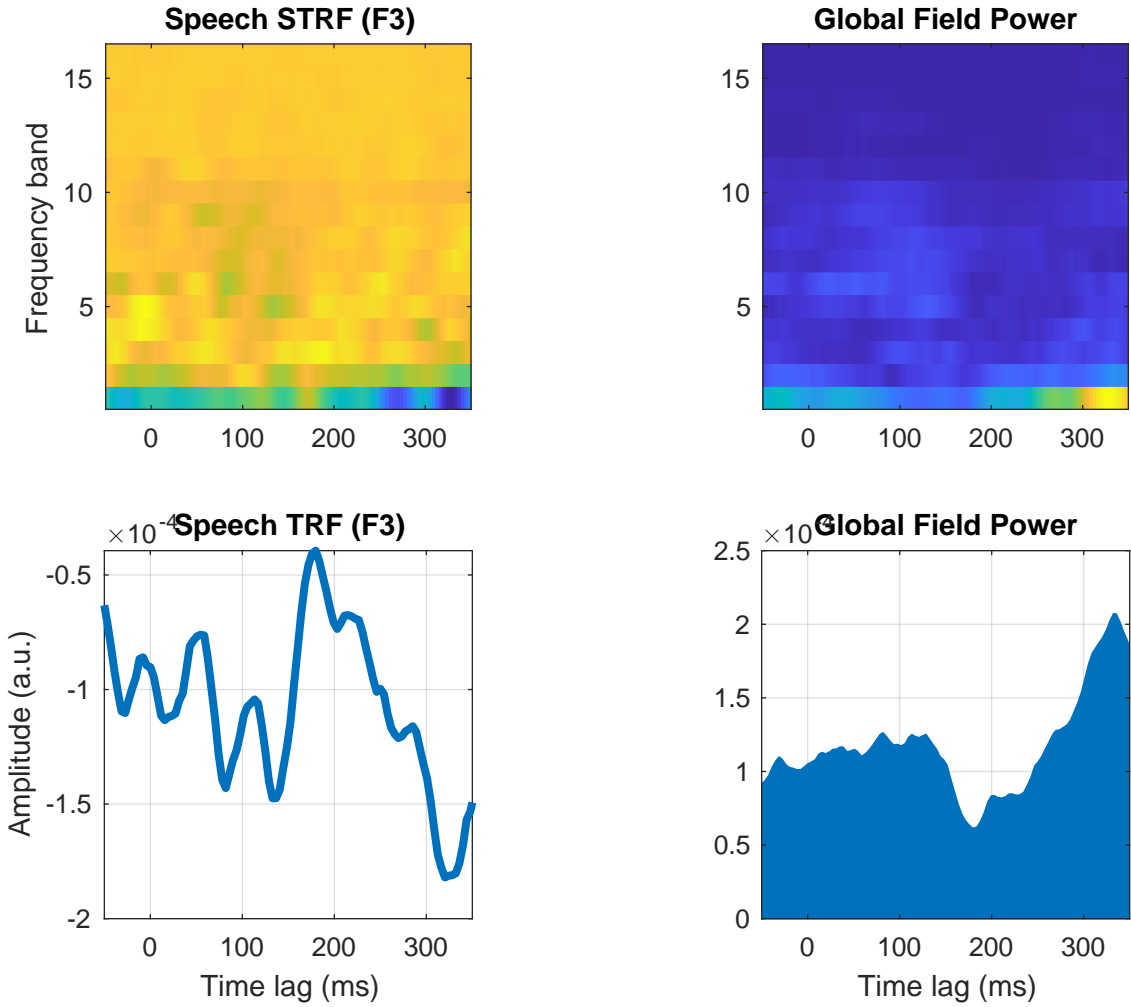 Speech STRF (F3)
Global Field Power
Frequency band
15
10
5
0 100 200 300
15
10
5
0 100 200 300
×10⁻⁴
Speech TRF (F3)
×10⁻⁴
Global Field Power
Amplitude (a.u.)
-0.5
-1
-1.5
-2
0 100 200 300
Time lag (ms)
2.5
2
1.5
1
0.5
0
0 100 200 300
Time lag (ms)